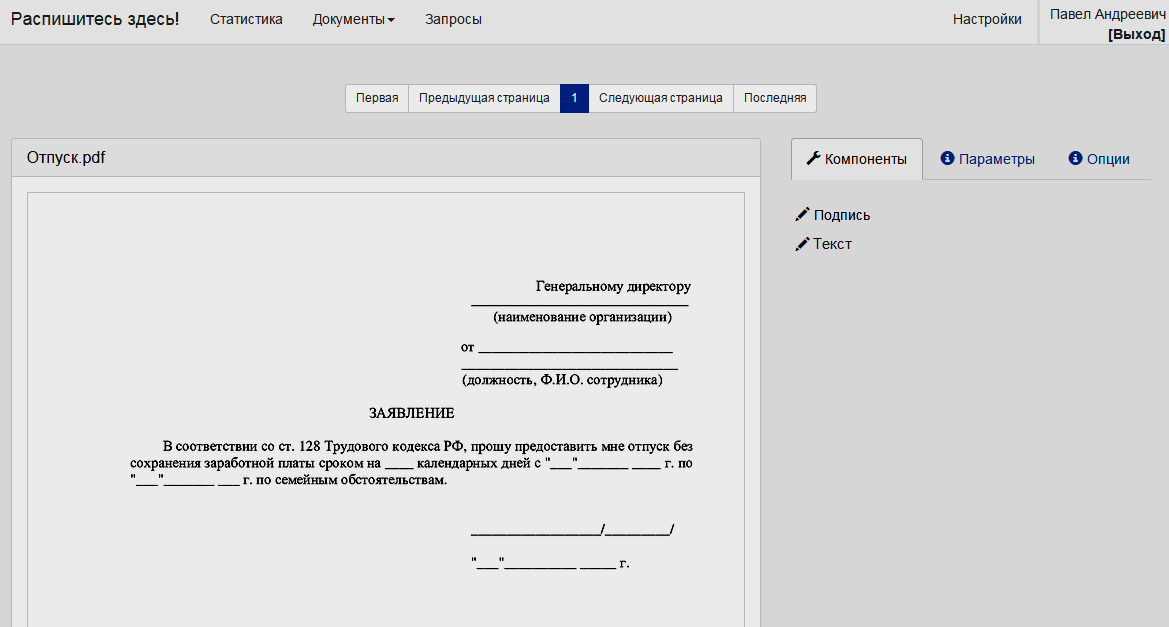 Распишитесь здесь! Статистика Документы Запросы Настройки Павел Андреевич
[Выход]
Первая Предыдущая страница 1 Следующая страница Последняя
Отпуск.pdf
Компоненты Параметры Опции
Подпись
Текст
Генеральному директору
______________________________
(наименование организации)
от ___________________________
______________________________
(должность, Ф.И.О. сотрудника)
ЗАЯВЛЕНИЕ
В соответствии со ст. 128 Трудового кодекса РФ, прошу предоставить мне отпуск без
сохранения заработной платы сроком на ____ календарных дней с "___"_______ ____ г. по
"___"_______ ___ г. по семейным обстоятельствам.
__________________/_________/
"___"__________ _____ г.